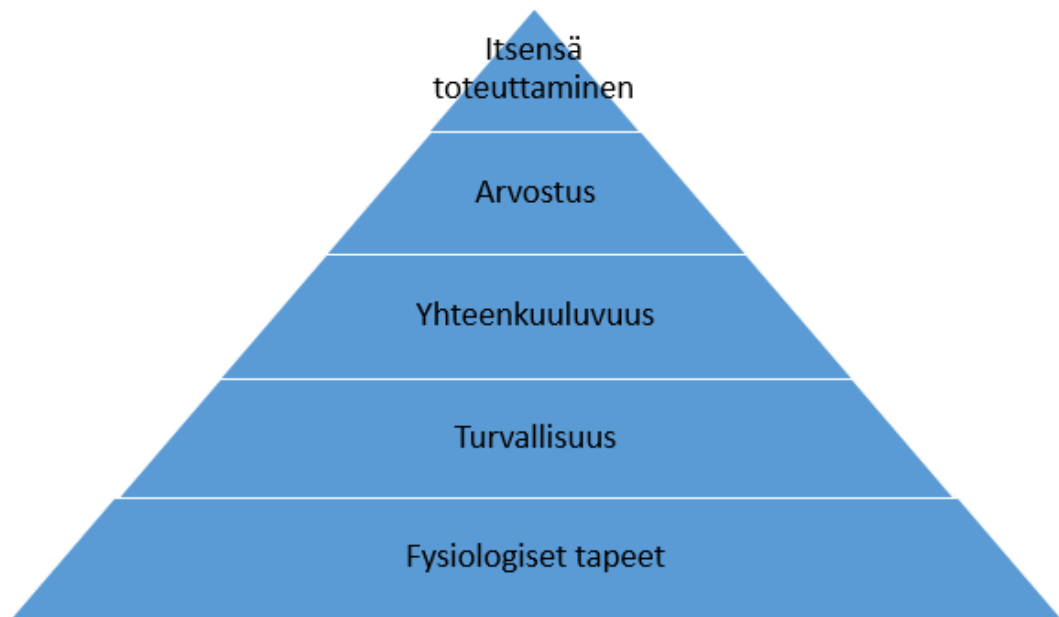 Itsensä
toteuttaminen
Arvostus
Yhteenkuuluvuus
Turvallisuus
Fysiologiset tapeet